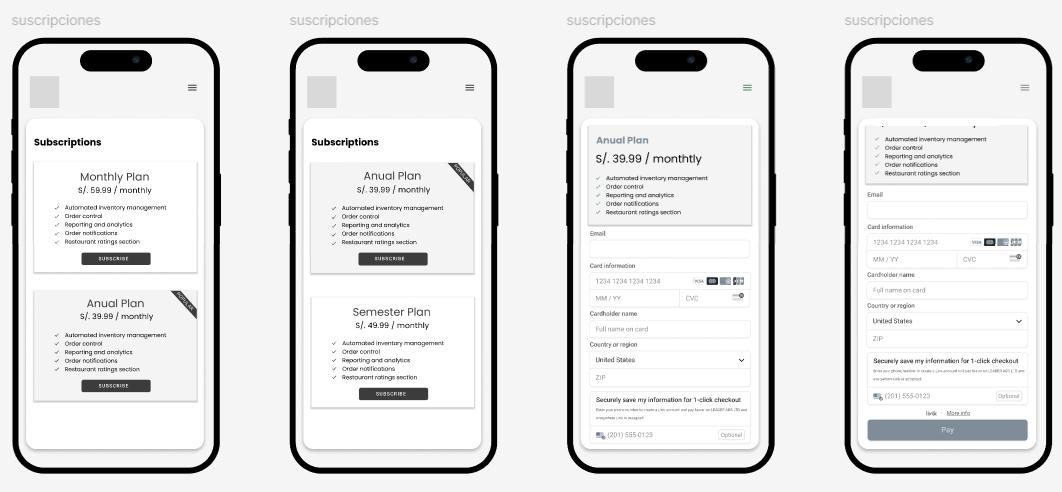 suscripciones
Subscriptions
Monthly Plan
S/. 59.99 / monthly
Automated inventory management
Order control
Reporting and analytics
Order notifications
Restaurant ratings section
SUBSCRIBE
Anual Plan
S/. 39.99 / monthly
Automated inventory management
Order control
Reporting and analytics
Order notifications
Restaurant ratings section
SUBSCRIBE
suscripciones
Subscriptions
Anual Plan
S/. 39.99 / monthly
Automated inventory management
Order control
Reporting and analytics
Order notifications
Restaurant ratings section
SUBSCRIBE
Semester Plan
S/. 49.99 / monthly
Automated inventory management
Order control
Reporting and analytics
Order notifications
Restaurant ratings section
SUBSCRIBE
suscripciones
Anual Plan
S/. 39.99 / monthtly
Automated inventory management
Order control
Reporting and analytics
Order notifications
Restaurant ratings section
Email
Card information
1234 1234 1234 1234 VISA
MM / YY CVC
Cardholder name
Full name on card
Country or region
United States
ZIP
Securely save my information for 1-click checkout
(201) 555-0123 Optional
suscripciones
Automated inventory management
Order control
Reporting and analytics
Order notifications
Restaurant ratings section
Email
Card information
1234 1234 1234 1234 VISA
MM / YY CVC
Cardholder name
Full name on card
Country or region
United States
ZIP
Securely save my information for 1-click checkout
(201) 555-0123 Optional
link · More info
Pay